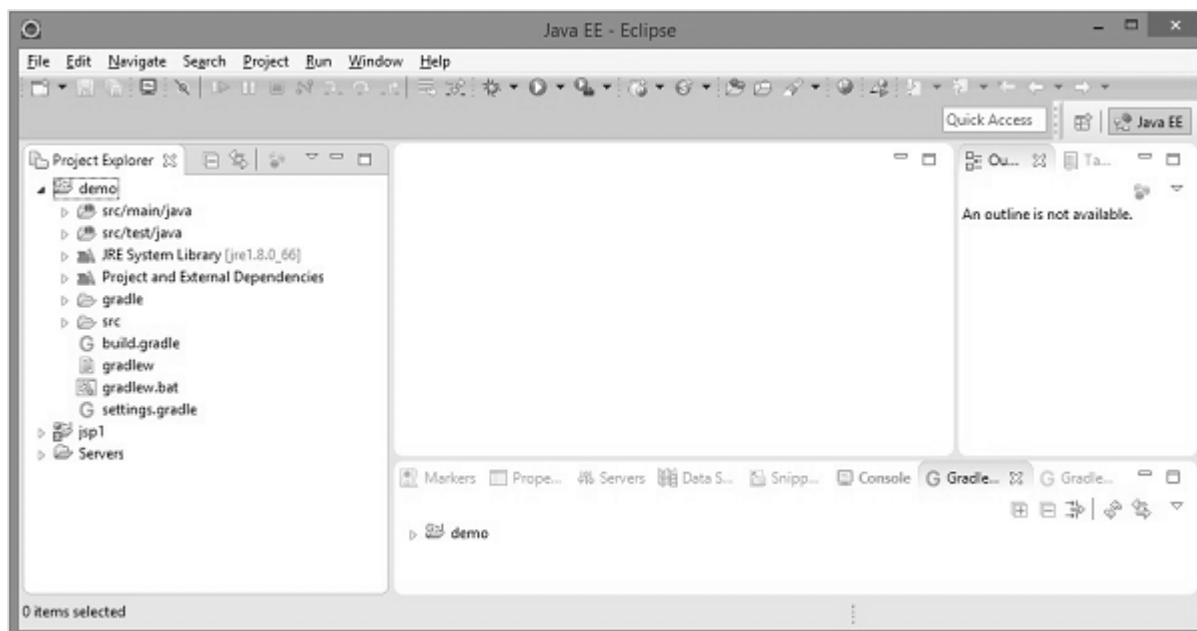 Java EE - Eclipse
File Edit Navigate Search Project Run Window Help
Quick Access
Java EE
Project Explorer
demo
src/main/java
src/test/java
JRE System Library [jre1.8.0_66]
Project and External Dependencies
gradle
src
G build.gradle
gradlew
gradlew.bat
G settings.gradle
jsp1
Servers
Ou... Ta...
An outline is not available.
Markers Prope... Servers Data S... Snipp... Console G Gradle... G Gradle...
demo
0 items selected